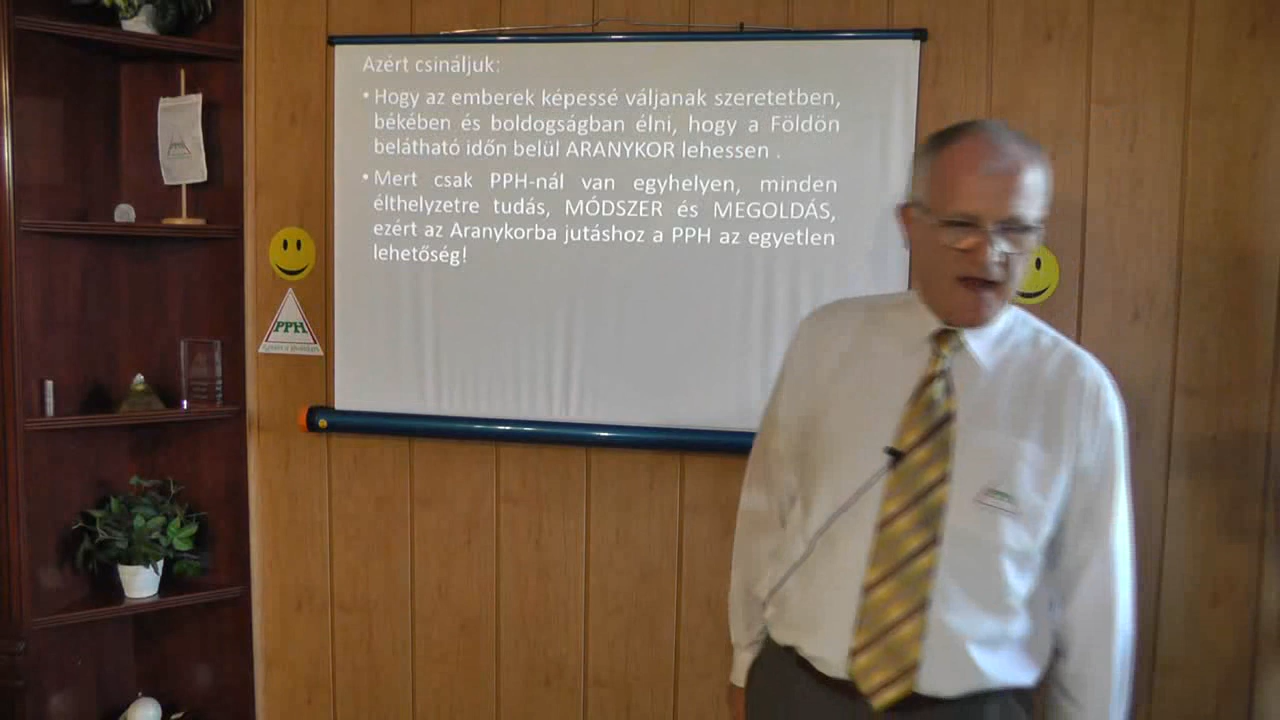 Azért csináljuk:
• Hogy az emberek képessé váljanak szeretetben,
békében és boldogságban élni, hogy a Földön
belátható időn belül ARANYKOR lehessen .
• Mert csak PPH-nál van egyhelyen, minden
élthelyzetre tudás, MÓDSZER és MEGOLDÁS,
ezért az Aranykorba jutáshoz a PPH az egyetlen
lehetőség!
PPH